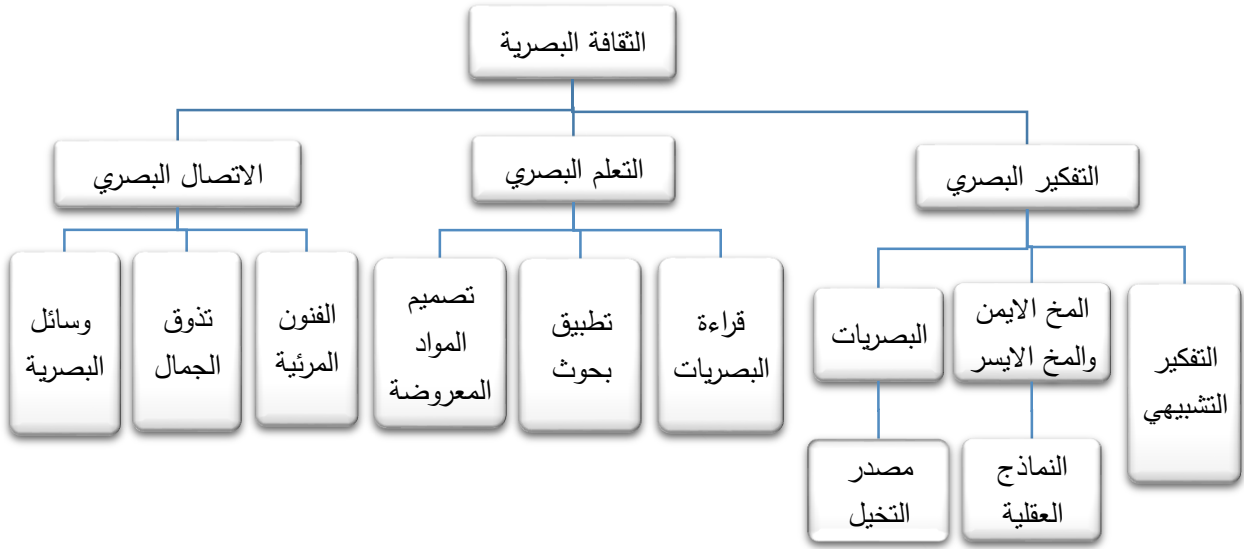 الثقافة البصرية
التفكير البصري
التعلم البصري
الاتصال البصري
التفكير
التشبيهي
المخ الايمن
والمخ الايسر
البصريات
النماذج
العقلية
مصدر
التخيل
قراءة
البصريات
تطبيق
بحوث
تصميم
المواد
المعروضة
الفنون
المرئية
تذوق
الجمال
وسائل
البصرية